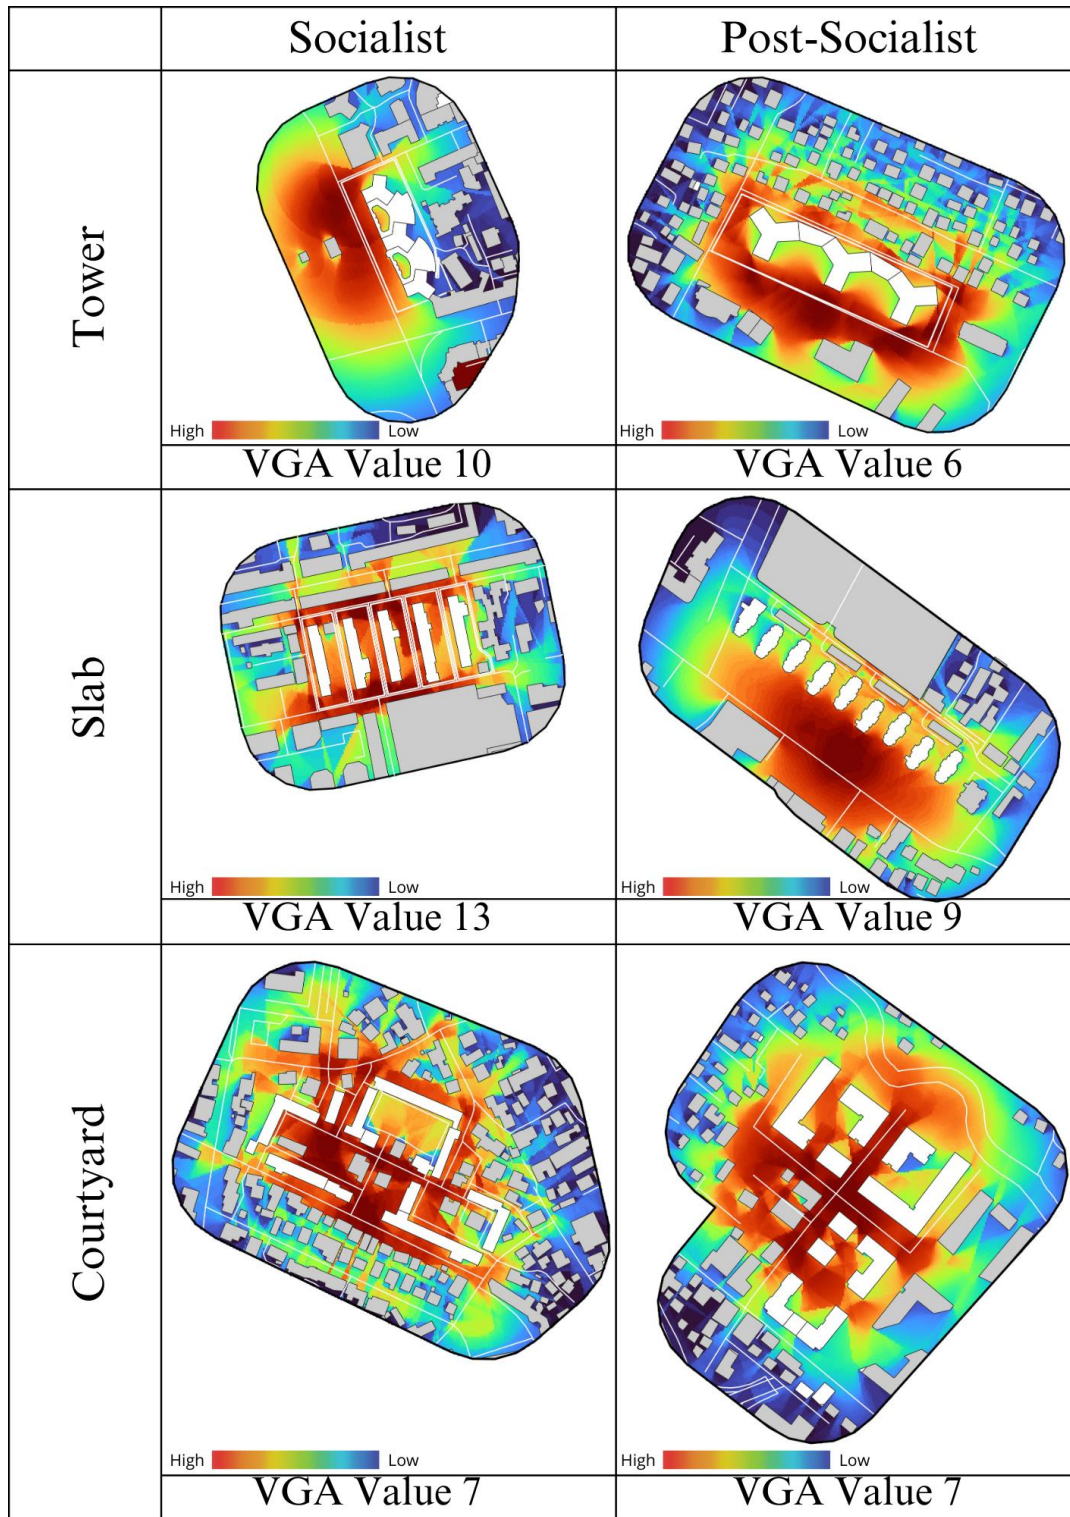 Socialist
Post-Socialist
Tower
High
Low
High
Low
VGA Value 10
VGA Value 6
Slab
High
Low
High
Low
VGA Value 13
VGA Value 9
Courtyard
High
Low
High
Low
VGA Value 7
VGA Value 7